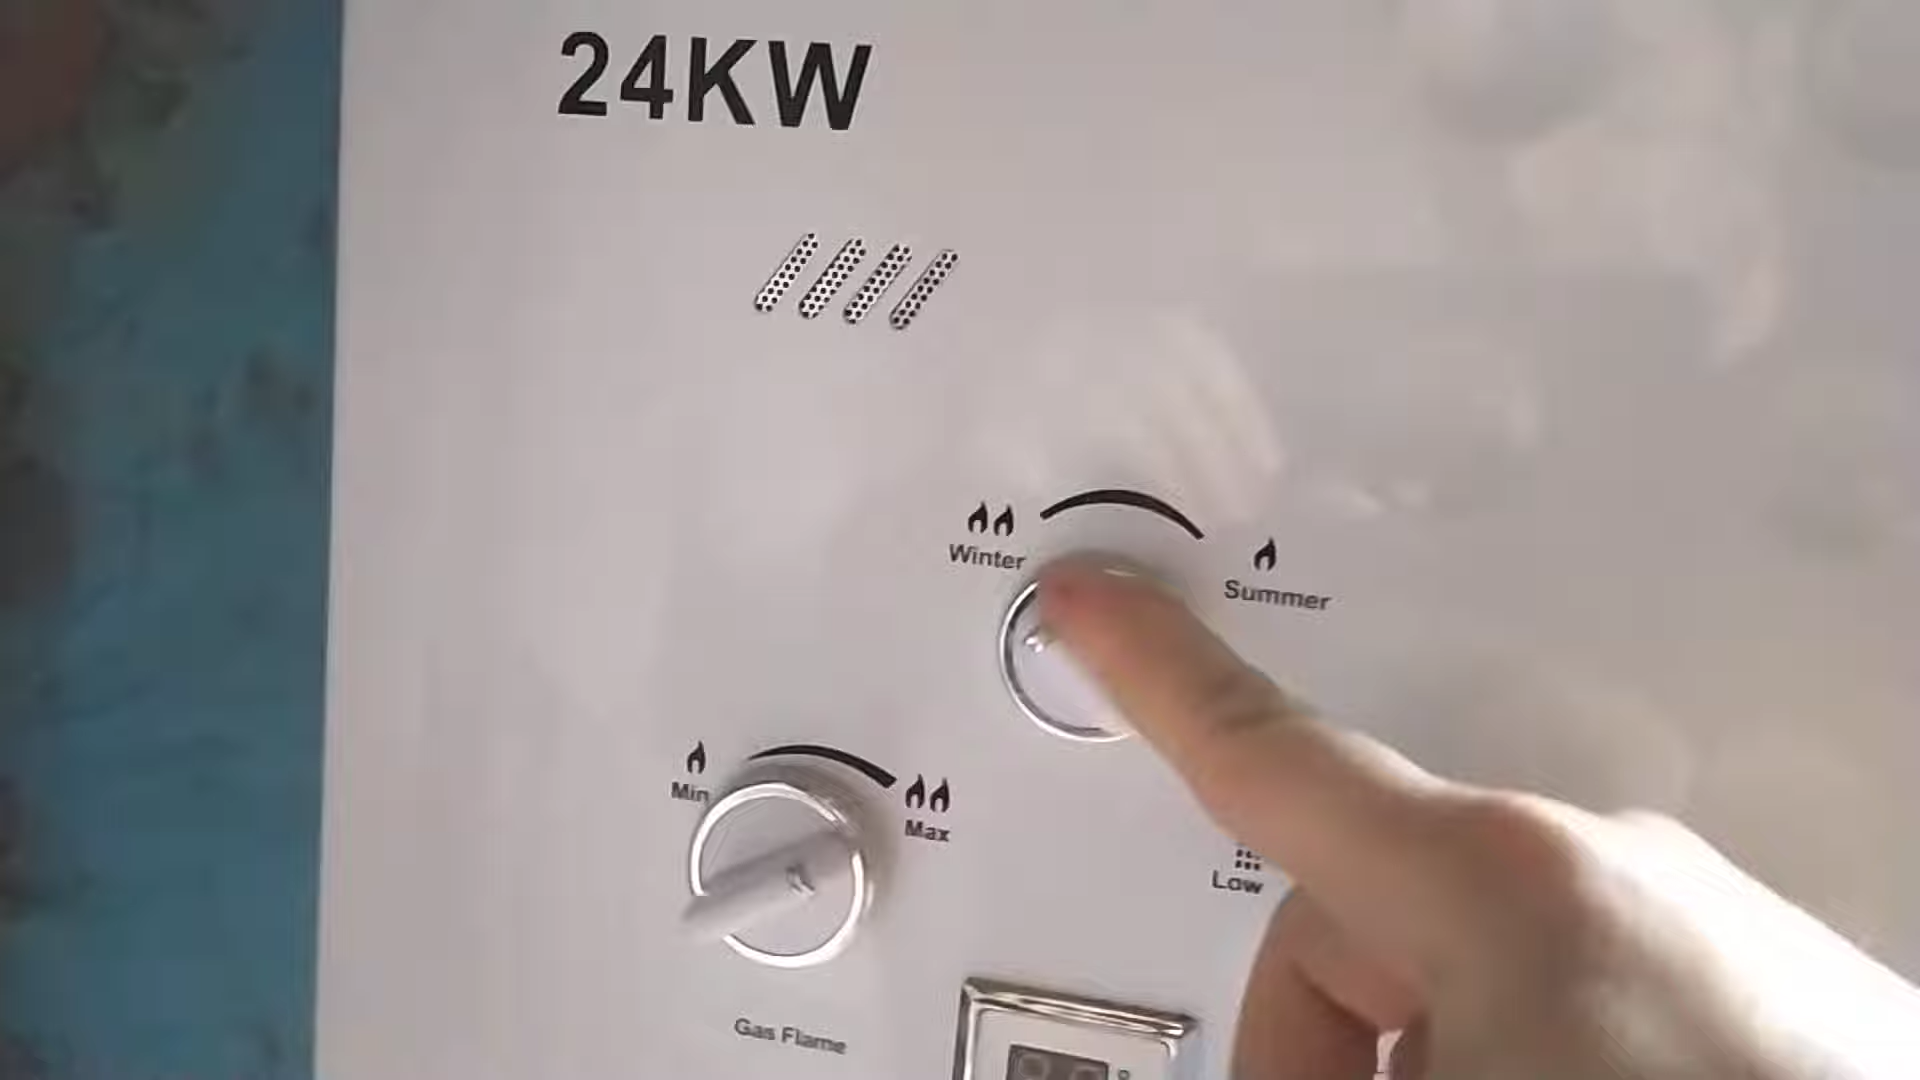 24KW
Winter
Summer
Min
Max
Low
Gas Flame